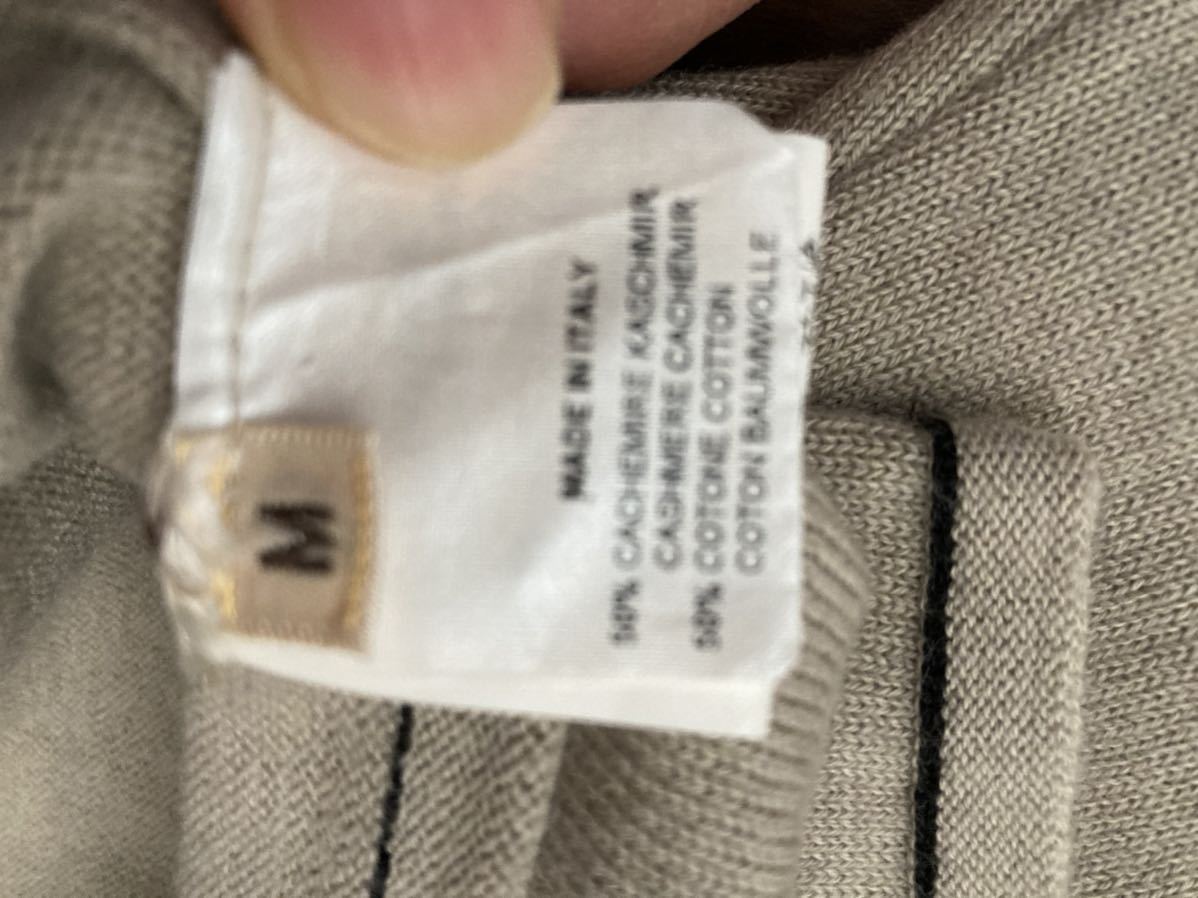 M
MADE IN ITALY
50% CACHEMIRE KASCHMIR
CASHMERE CACHEMIR
50% COTONE COTTON
COTON BAUMWOLLE